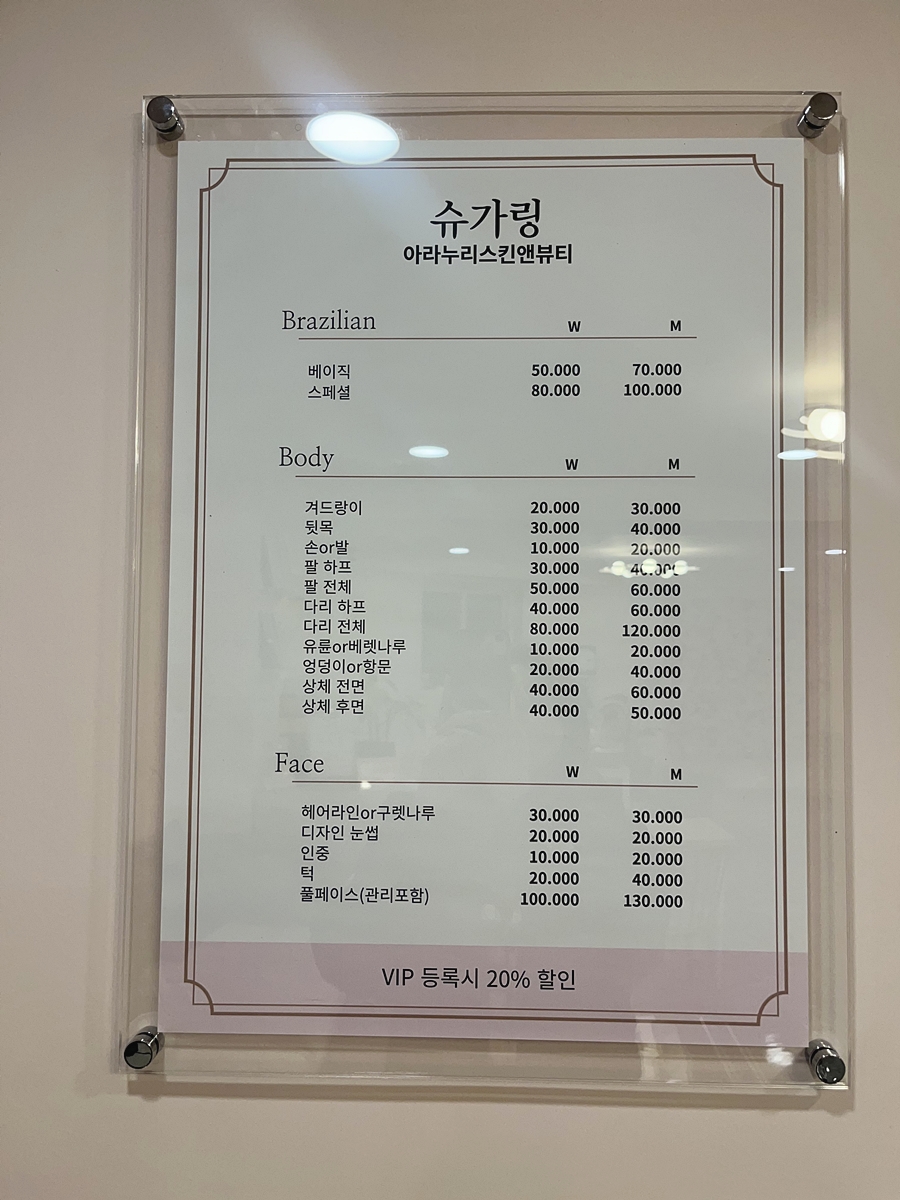 슈가링
아라누리스킨앤뷰티
Brazilian W M
베이직 50.000 70.000
스페셜 80.000 100.000
Body W M
겨드랑이 20.000 30.000
뒷목 30.000 40.000
손or발 10.000 20.000
팔 하프 30.000 40.000
팔 전체 50.000 60.000
다리 하프 40.000 60.000
다리 전체 80.000 120.000
유륜or베렛나루 10.000 20.000
엉덩이or항문 20.000 40.000
상체 전면 40.000 60.000
상체 후면 40.000 50.000
Face W M
헤어라인or구렛나루 30.000 30.000
디자인 눈썹 20.000 20.000
인중 10.000 20.000
턱 20.000 40.000
풀페이스(관리포함) 100.000 130.000
VIP 등록시 20% 할인